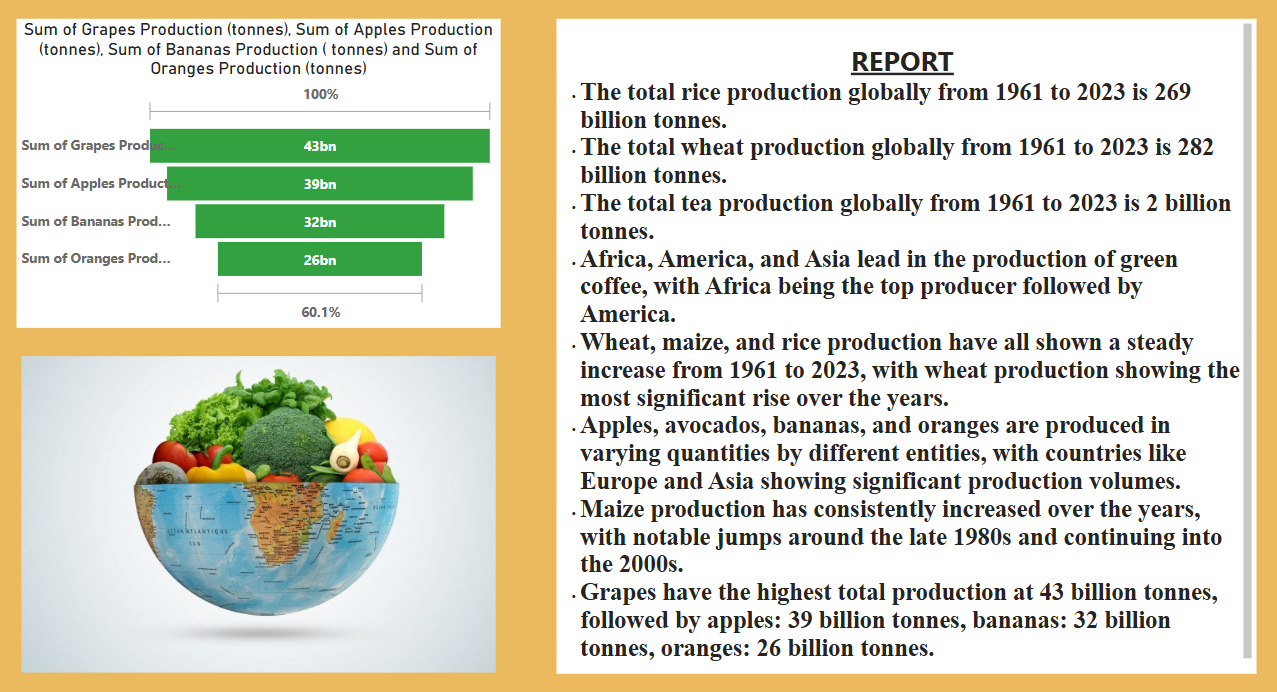 Sum of Grapes Production (tonnes), Sum of Apples Production
(tonnes), Sum of Bananas Production ( tonnes) and Sum of
Oranges Production (tonnes)
100%
Sum of Grapes Produc... 43bn
Sum of Apples Product... 39bn
Sum of Bananas Prod... 32bn
Sum of Oranges Prod... 26bn
60.1%
REPORT
. The total rice production globally from 1961 to 2023 is 269
billion tonnes.
. The total wheat production globally from 1961 to 2023 is 282
billion tonnes.
. The total tea production globally from 1961 to 2023 is 2 billion
tonnes.
. Africa, America, and Asia lead in the production of green
coffee, with Africa being the top producer followed by
America.
. Wheat, maize, and rice production have all shown a steady
increase from 1961 to 2023, with wheat production showing the
most significant rise over the years.
. Apples, avocados, bananas, and oranges are produced in
varying quantities by different entities, with countries like
Europe and Asia showing significant production volumes.
. Maize production has consistently increased over the years,
with notable jumps around the late 1980s and continuing into
the 2000s.
. Grapes have the highest total production at 43 billion tonnes,
followed by apples: 39 billion tonnes, bananas: 32 billion
tonnes, oranges: 26 billion tonnes.